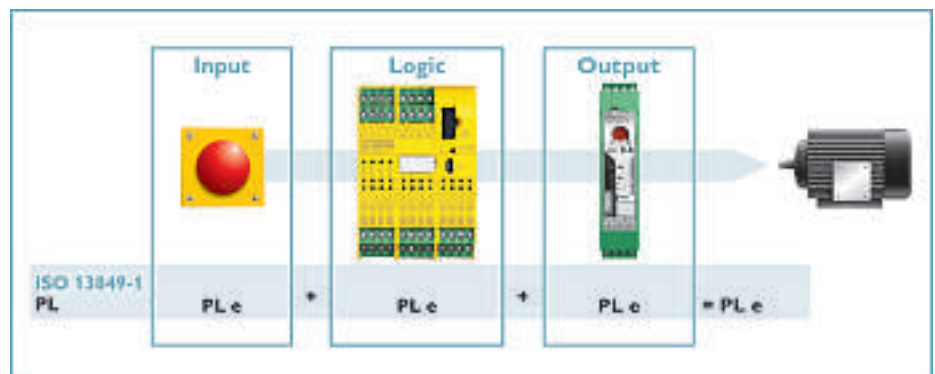 Input
Logic
Output
ISO 13849-1
PL
PL e + PL e + PL e = PL e